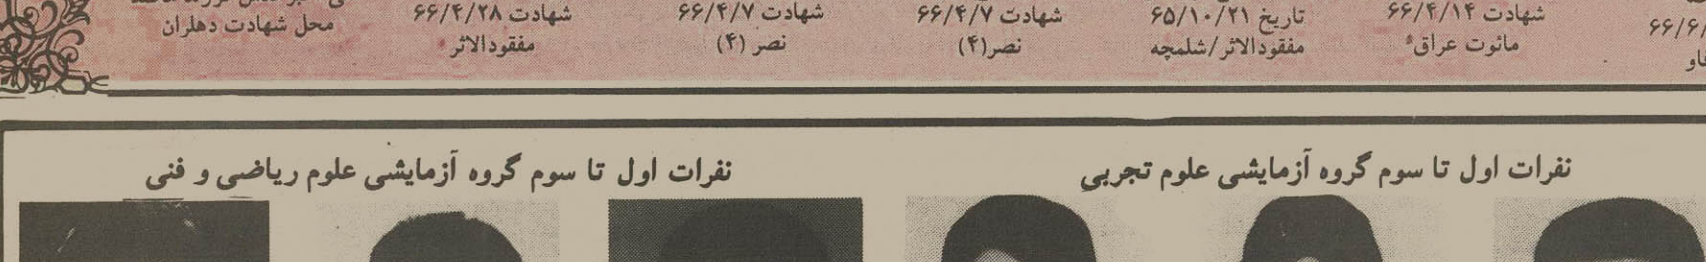 ۶۶/۶/
شهادت ۶۶/۴/۱۴
مائوت عراق
تاریخ ۶۵/۱۰/۲۱
مفقودالاثر/شلمچه
شهادت ۶۶/۴/۷
نصر(۴)
شهادت ۶۶/۴/۷
نصر (۴)
شهادت ۶۶/۴/۲۸
مفقودالاثر
محل شهادت دهلران
نفرات اول تا سوم گروه آزمایشی علوم تجربی
نفرات اول تا سوم گروه آزمایشی علوم ریاضی و فنی